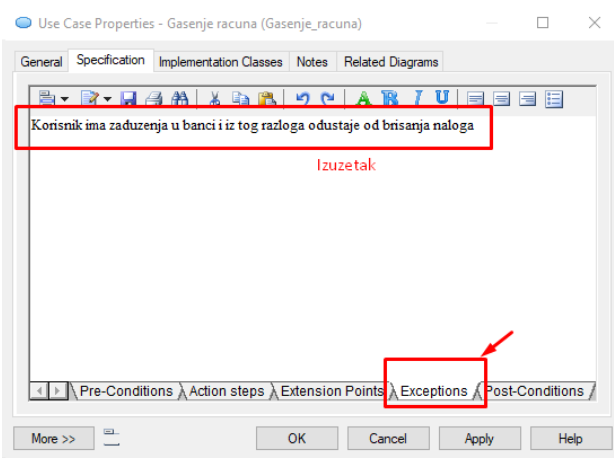 Use Case Properties - Gasenje racuna (Gasenje_racuna)
General Specification Implementation Classes Notes Related Diagrams
A B I U
Korisnik ima zaduzenja u banci i iz tog razloga odustaje od brisanja naloga
Izuzetak
Pre-Conditions Action steps Extension Points Exceptions Post-Conditions
More >> OK Cancel Apply Help